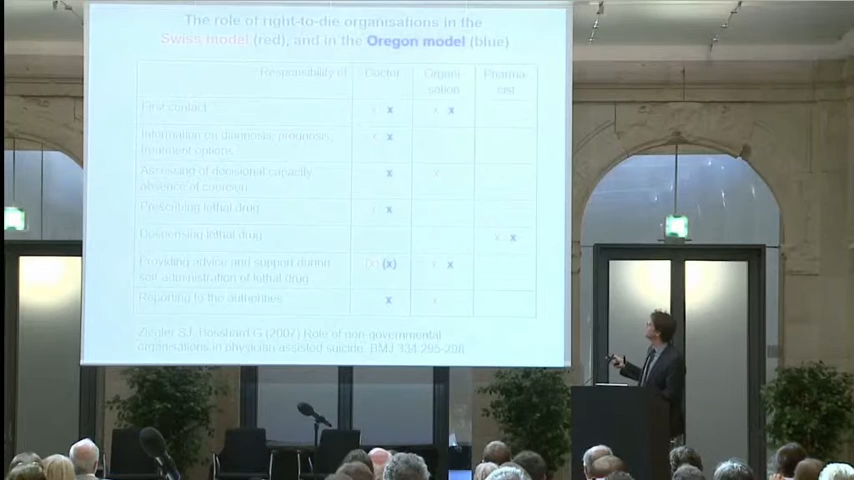 The role of right-to-die organisations in the
Swiss model (red), and in the Oregon model (blue)
Responsibility of Doctor Organi- Pharma-
sation cist
First contact x x x x
Information on diagnosis, prognosis, x x
treatment options
Assessing of decisional capacity, x x
absence of coercion
Prescribing lethal drug x x
Dispensing lethal drug x x
Providing advice and support during (x) (x) x x
self administration of lethal drug
Reporting to the authorities x x
Ziegler SJ, Bosshard G (2007) Role of non-governmental
organisations in physician assisted suicide. BMJ 334:295-298